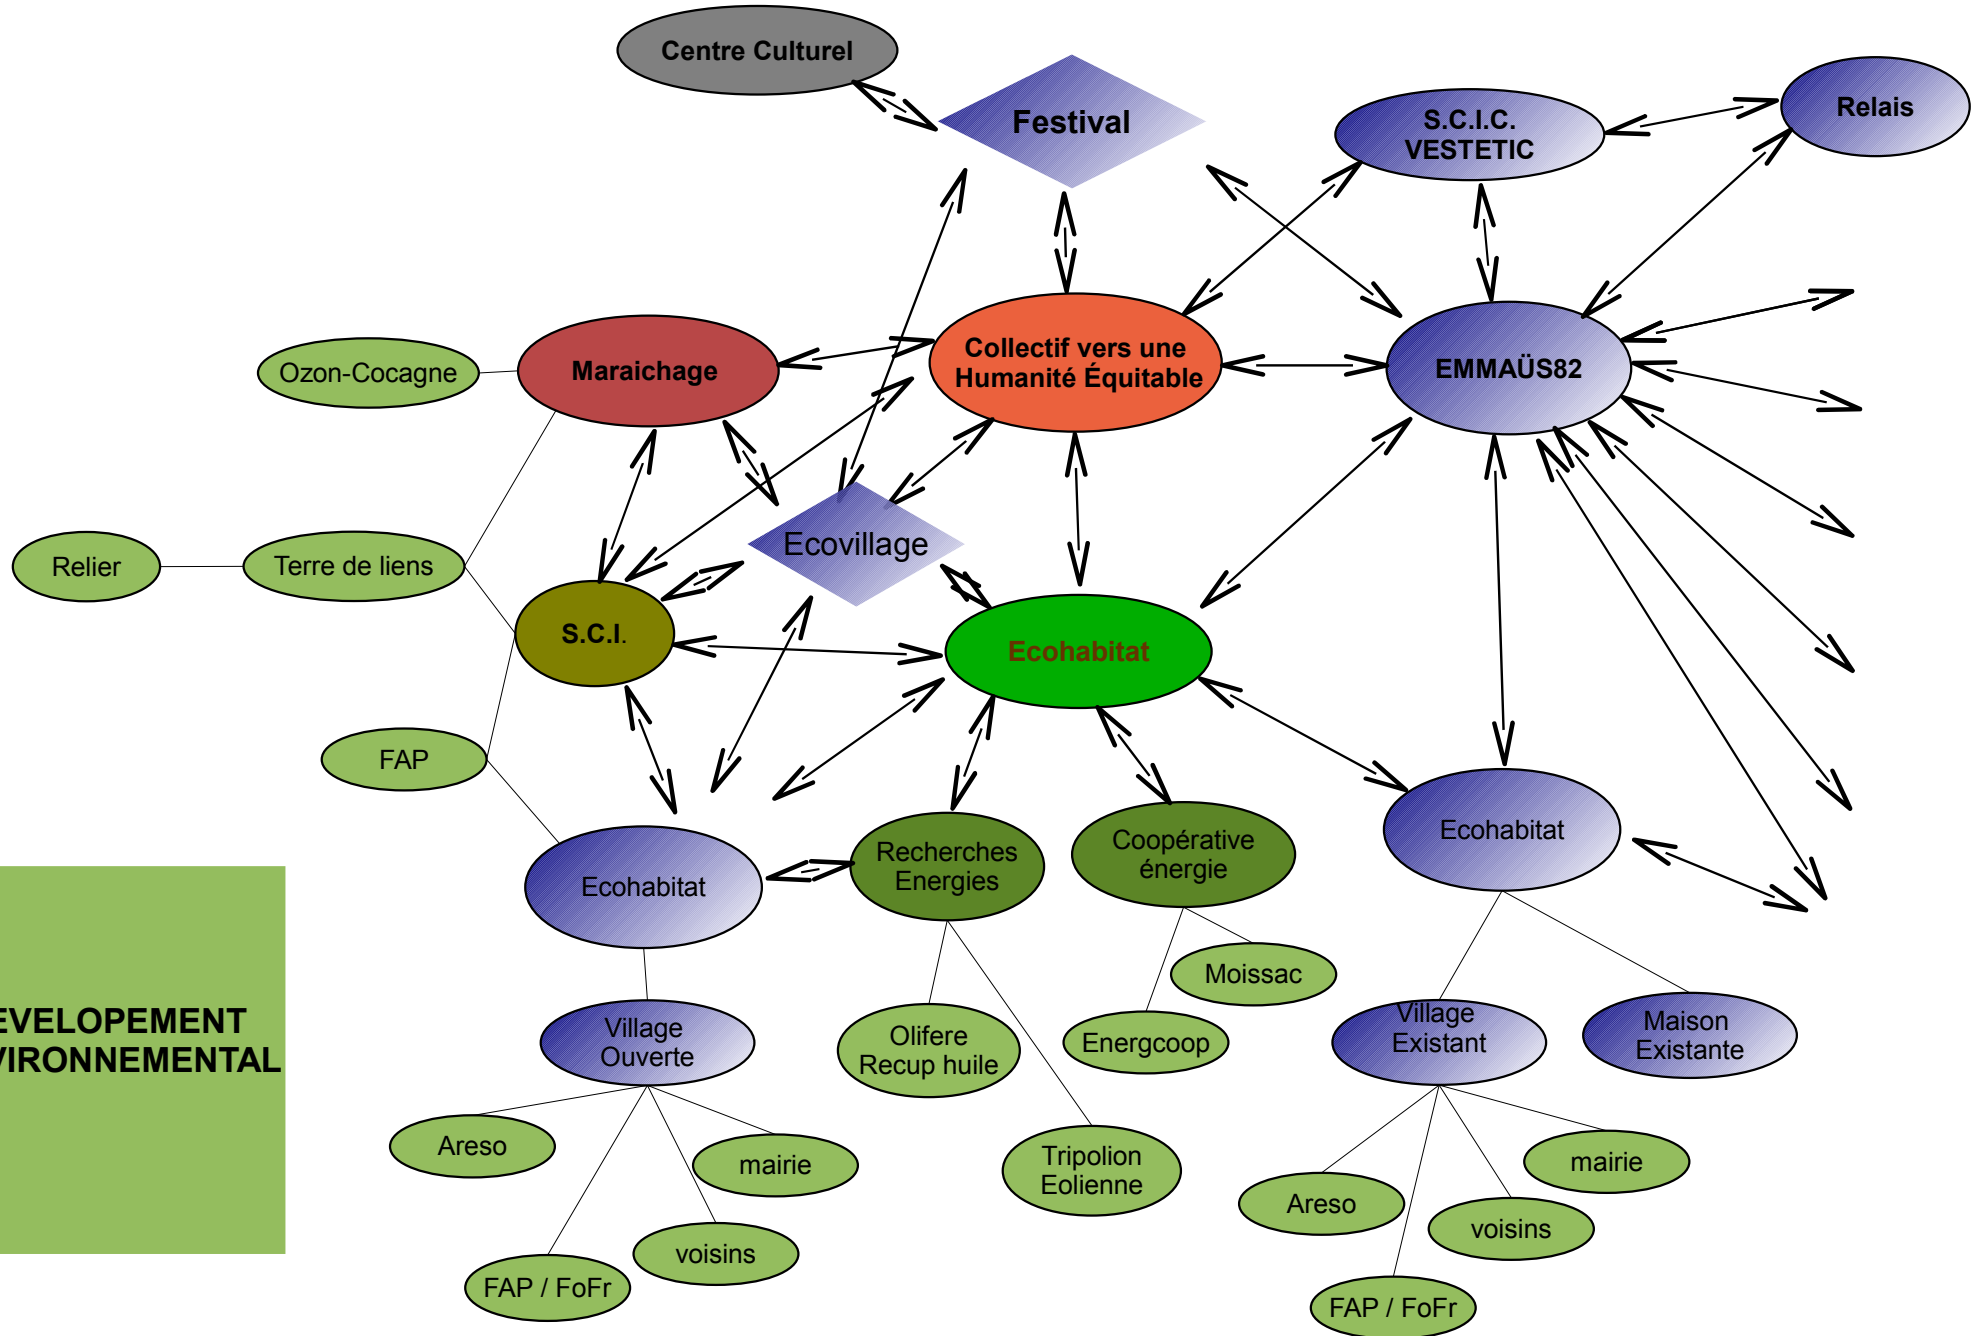 Centre Culturel
Festival
S.C.I.C.
VESTETIC
Relais
Ozon-Cocagne
Maraichage
Collectif vers une
Humanité Équitable
EMMAÜS82
Relier
Terre de liens
Ecovillage
S.C.I.
Ecohabitat
FAP
Ecohabitat
Recherches
Energies
Coopérative
énergie
Ecohabitat
Moissac
EVELOPEMENT
VIRONNEMENTAL
Village
Ouverte
Olifere
Recup huile
Energcoop
Village
Existant
Maison
Existante
Areso
mairie
Tripolion
Eolienne
mairie
Areso
voisins
voisins
FAP / FoFr
FAP / FoFr